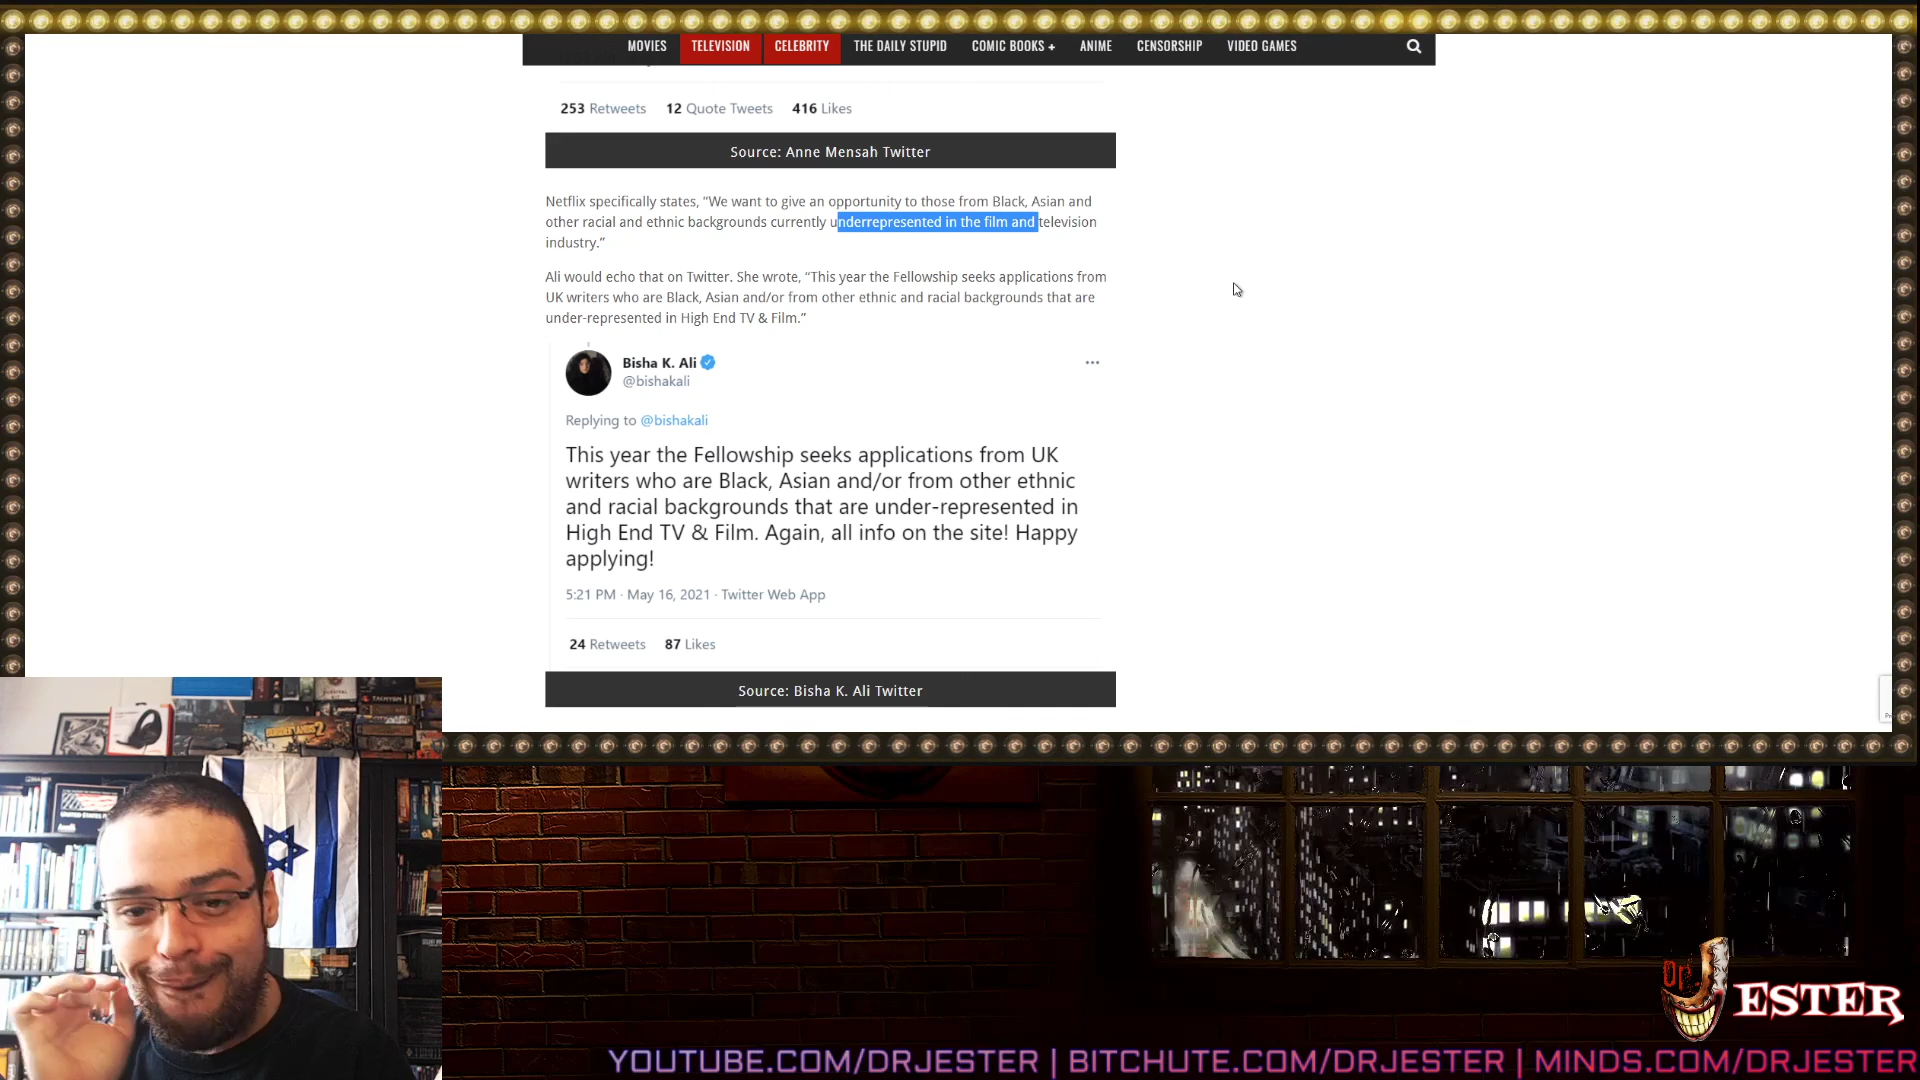 MOVIES TELEVISION CELEBRITY THE DAILY STUPID COMIC BOOKS + ANIME CENSORSHIP VIDEO GAMES
253 Retweets 12 Quote Tweets 416 Likes
Source: Anne Mensah Twitter
Netflix specifically states, “We want to give an opportunity to those from Black, Asian and
other racial and ethnic backgrounds currently underrepresented in the film and television
industry.”
Ali would echo that on Twitter. She wrote, “This year the Fellowship seeks applications from
UK writers who are Black, Asian and/or from other ethnic and racial backgrounds that are
under-represented in High End TV & Film.”
Bisha K. Ali
@bishakali
Replying to @bishakali
This year the Fellowship seeks applications from UK
writers who are Black, Asian and/or from other ethnic
and racial backgrounds that are under-represented in
High End TV & Film. Again, all info on the site! Happy
applying!
5:21 PM · May 16, 2021 · Twitter Web App
24 Retweets 87 Likes
Source: Bisha K. Ali Twitter
Dr. JESTER
YOUTUBE.COM/DRJESTER | BITCHUTE.COM/DRJESTER | MINDS.COM/DRJESTER